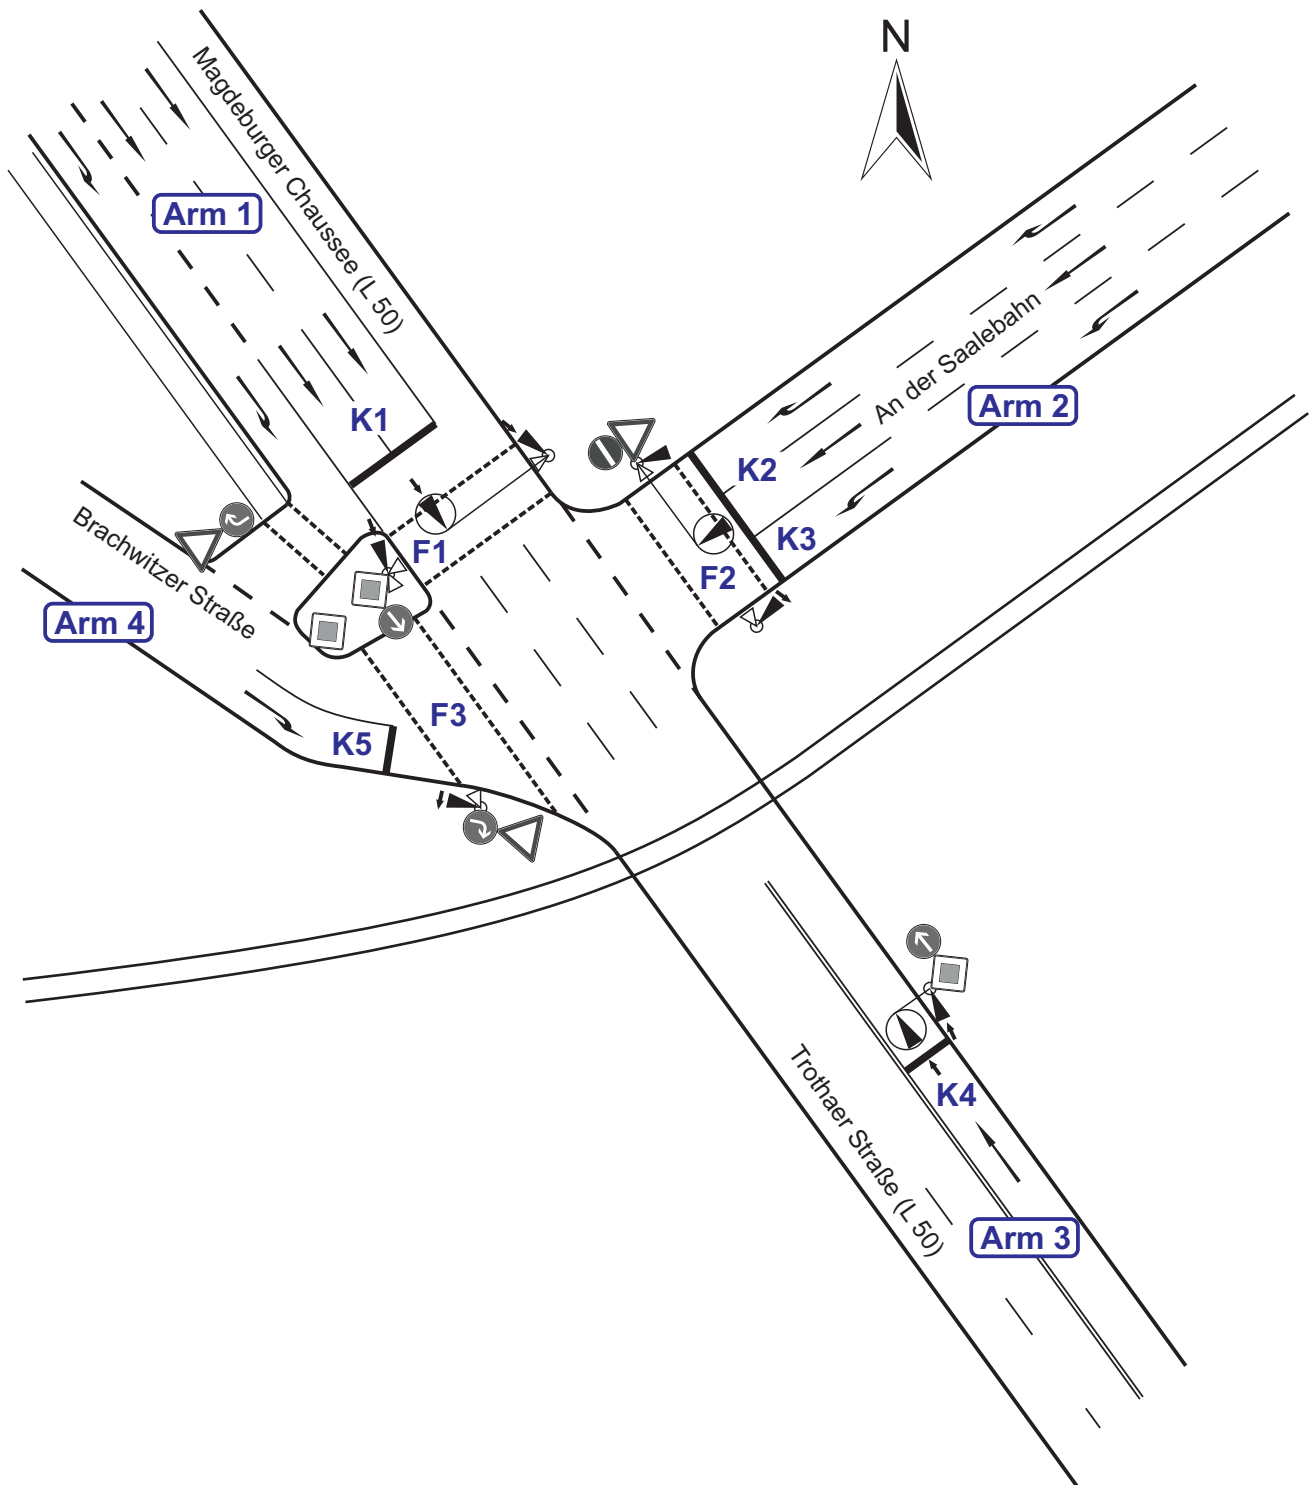 N
Magdeburger Chaussee (L 50)
Arm 1
An der Saalebahn
Arm 2
K1
K2
F1
K3
F2
Brachwitzer Straße
Arm 4
F3
K5
K4
Trothaer Straße (L 50)
Arm 3